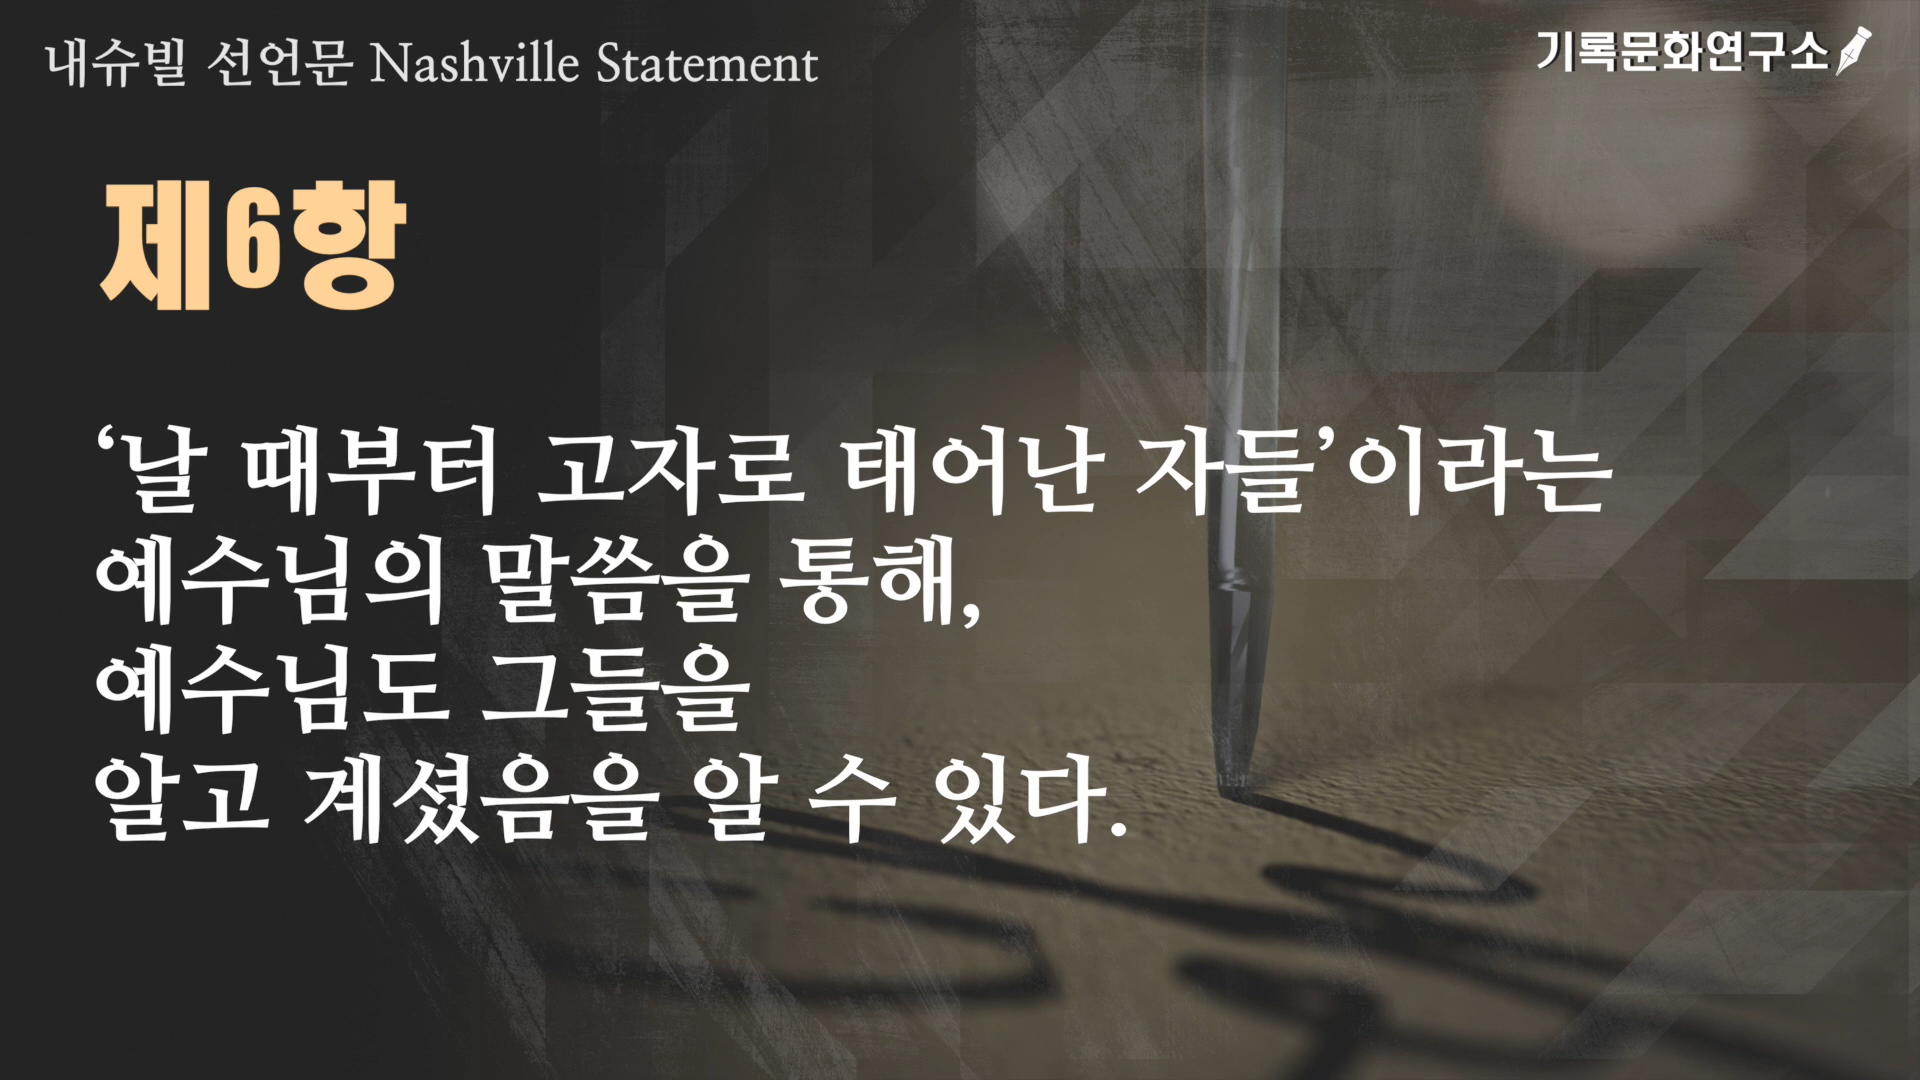 내슈빌 선언문 Nashville Statement
기록문화연구소
제6항
‘날 때부터 고자로 태어난 자들’이라는
예수님의 말씀을 통해,
예수님도 그들을
알고 계셨음을 알 수 있다.